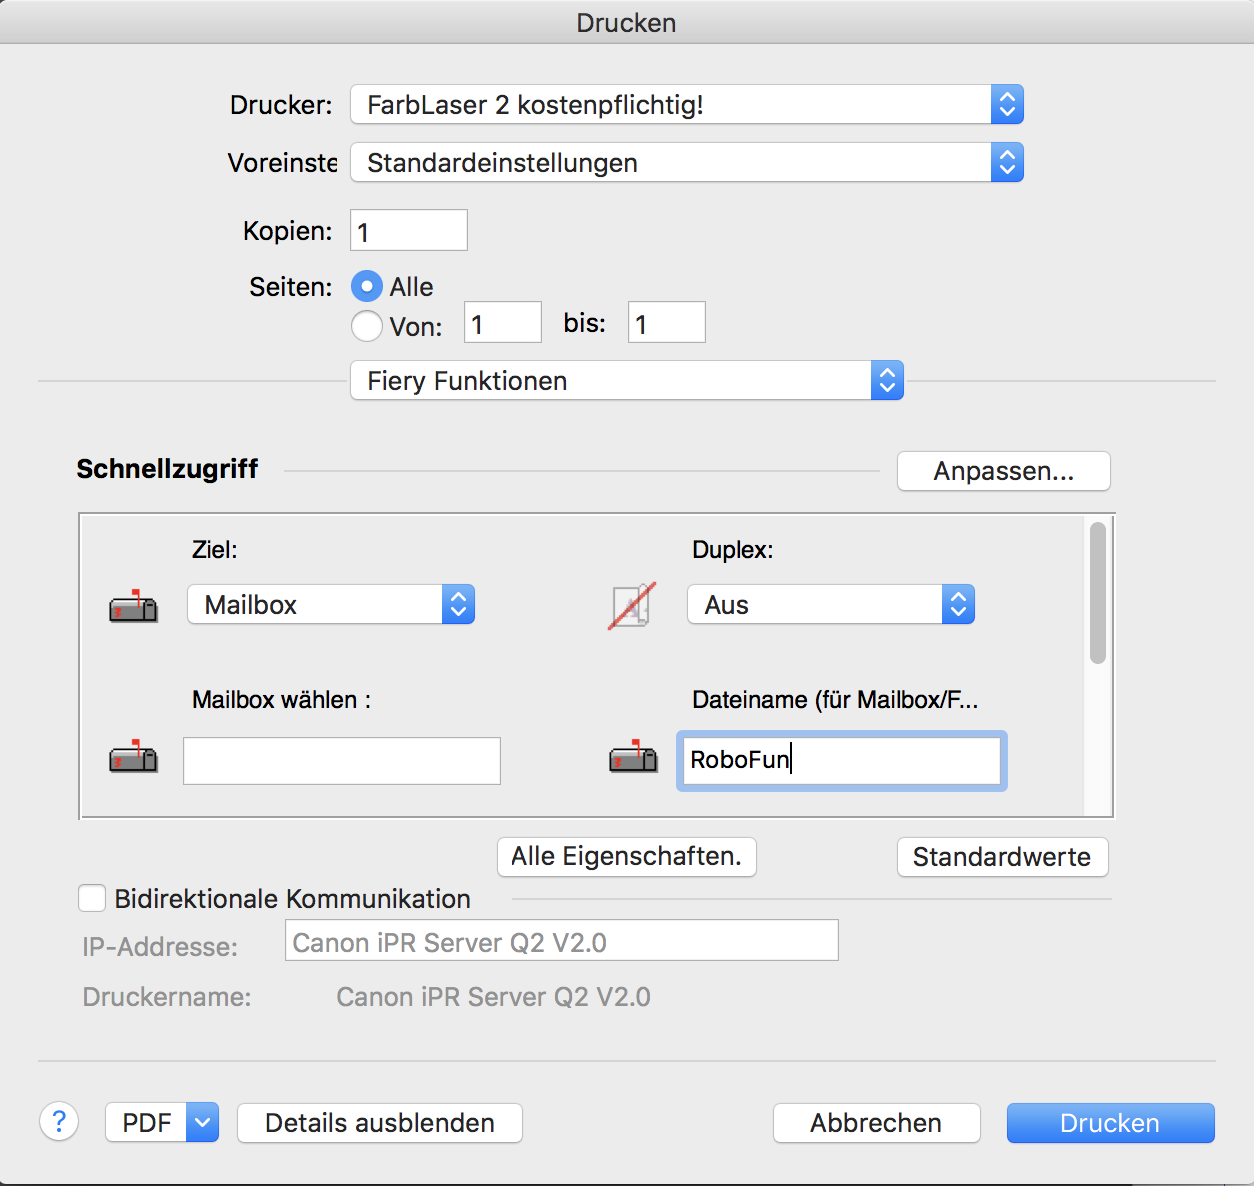 Drucken
Drucker: FarbLaser 2 kostenpflichtig!
Voreinste Standardeinstellungen
Kopien: 1
Seiten: Alle
Von: 1 bis: 1
Fiery Funktionen
Schnellzugriff Anpassen...
Ziel: Duplex:
Mailbox Aus
Mailbox wählen : Dateiname (für Mailbox/F...
RoboFun
Alle Eigenschaften. Standardwerte
Bidirektionale Kommunikation
IP-Addresse: Canon iPR Server Q2 V2.0
Druckername: Canon iPR Server Q2 V2.0
? PDF Details ausblenden Abbrechen Drucken